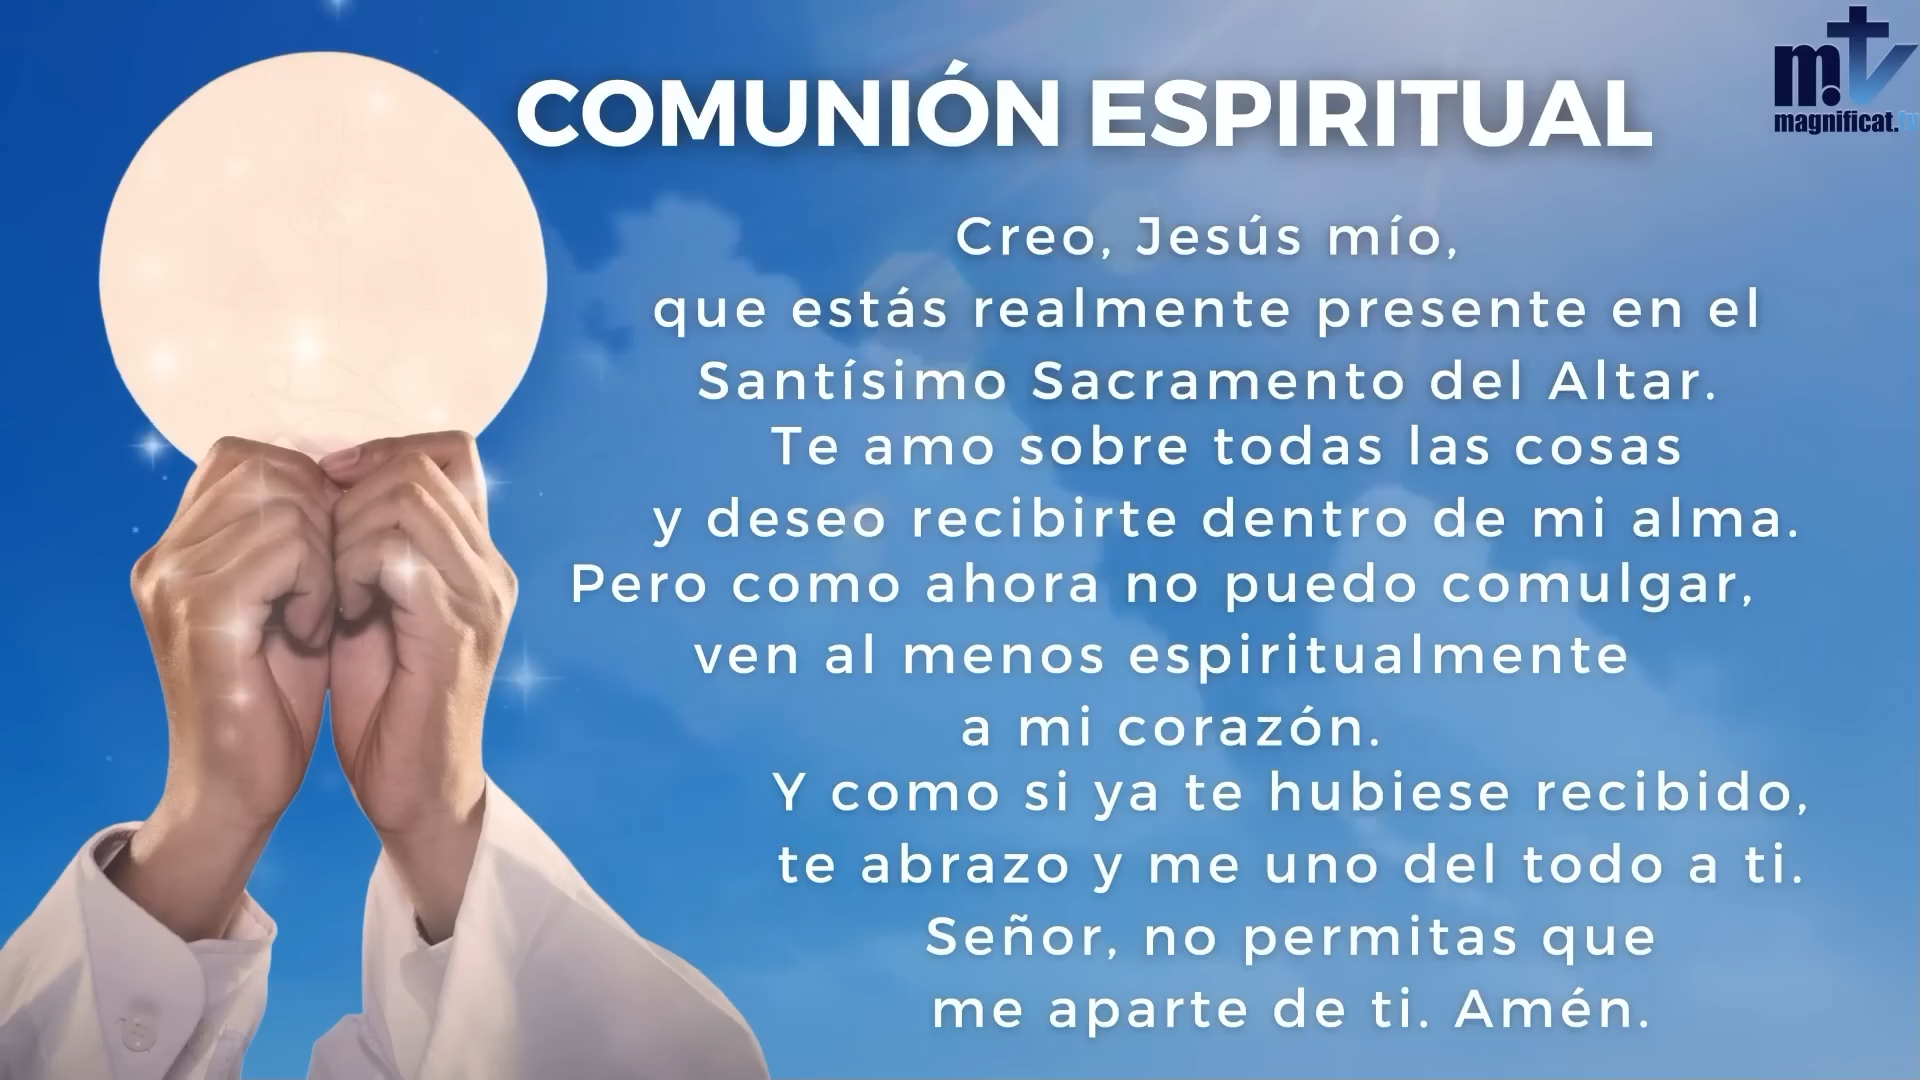 COMUNIÓN ESPIRITUAL
mtv
magnificat.tv
Creo, Jesús mío,
que estás realmente presente en el
Santísimo Sacramento del Altar.
Te amo sobre todas las cosas
y deseo recibirte dentro de mi alma.
Pero como ahora no puedo comulgar,
ven al menos espiritualmente
a mi corazón.
Y como si ya te hubiese recibido,
te abrazo y me uno del todo a ti.
Señor, no permitas que
me aparte de ti. Amén.